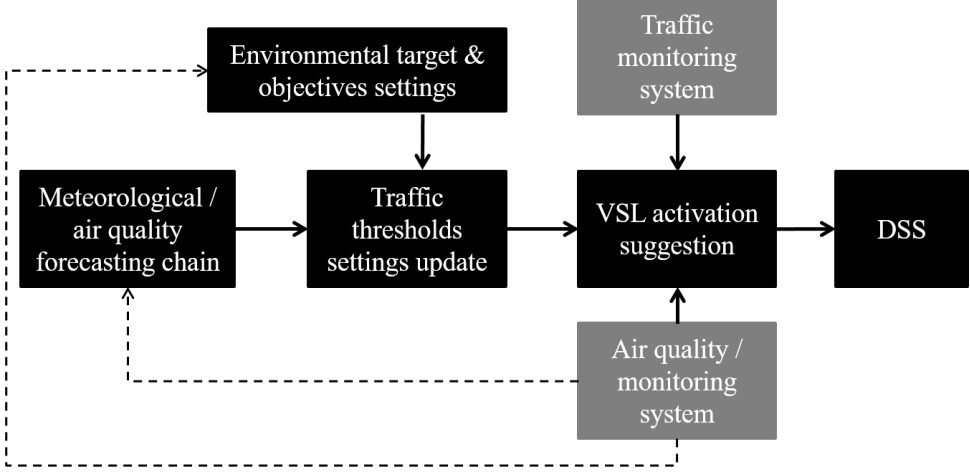 Environmental target &
objectives settings
Traffic
monitoring
system
Meteorological /
air quality
forecasting chain
Traffic
thresholds
settings update
VSL activation
suggestion
DSS
Air quality /
monitoring
system